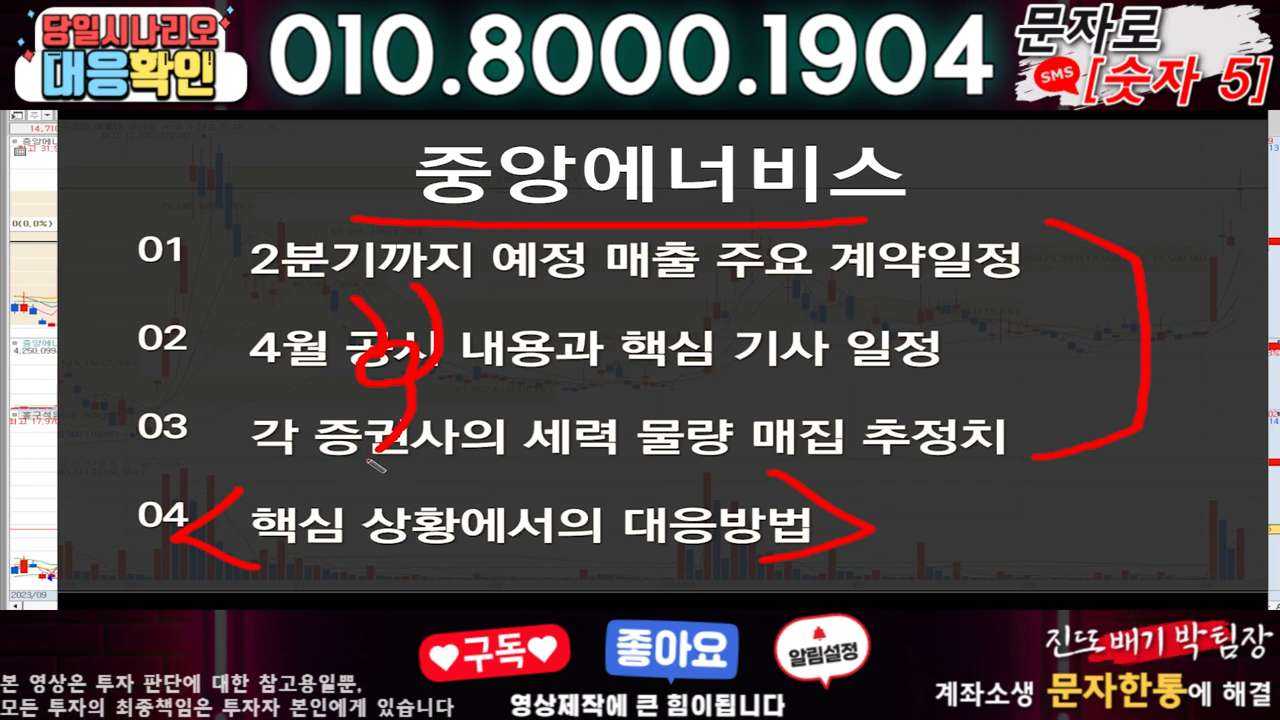 당일시나리오
대응확인
010.8000.1904
문자로
SMS
[숫자 5]
중앙에너비스
01 2분기까지 예정 매출 주요 계약일정
02 4월 공시 내용과 핵심 기사 일정
03 각 증권사의 세력 물량 매집 추정치
04 핵심 상황에서의 대응방법
2023/09
구독
좋아요
알림설정
영상제작에 큰 힘이됩니다
본 영상은 투자 판단에 대한 참고용일뿐,
모든 투자의 최종책임은 투자자 본인에게 있습니다
진또배기 박팀장
계좌소생 문자한통에 해결